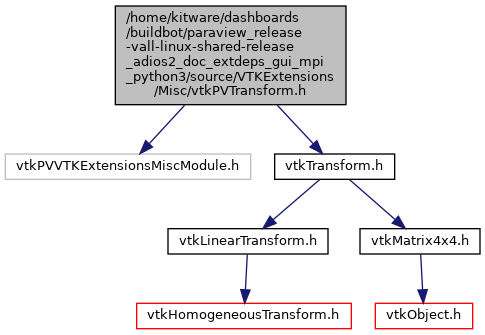 /home/kitware/dashboards
/buildbot/paraview_release
-vall-linux-shared-release
_adios2_doc_extdeps_gui_mpi
_python3/source/VTKExtensions
/Misc/vtkPVTransform.h
vtkPVVTKExtensionsMiscModule.h
vtkTransform.h
vtkLinearTransform.h
vtkMatrix4x4.h
vtkHomogeneousTransform.h
vtkObject.h